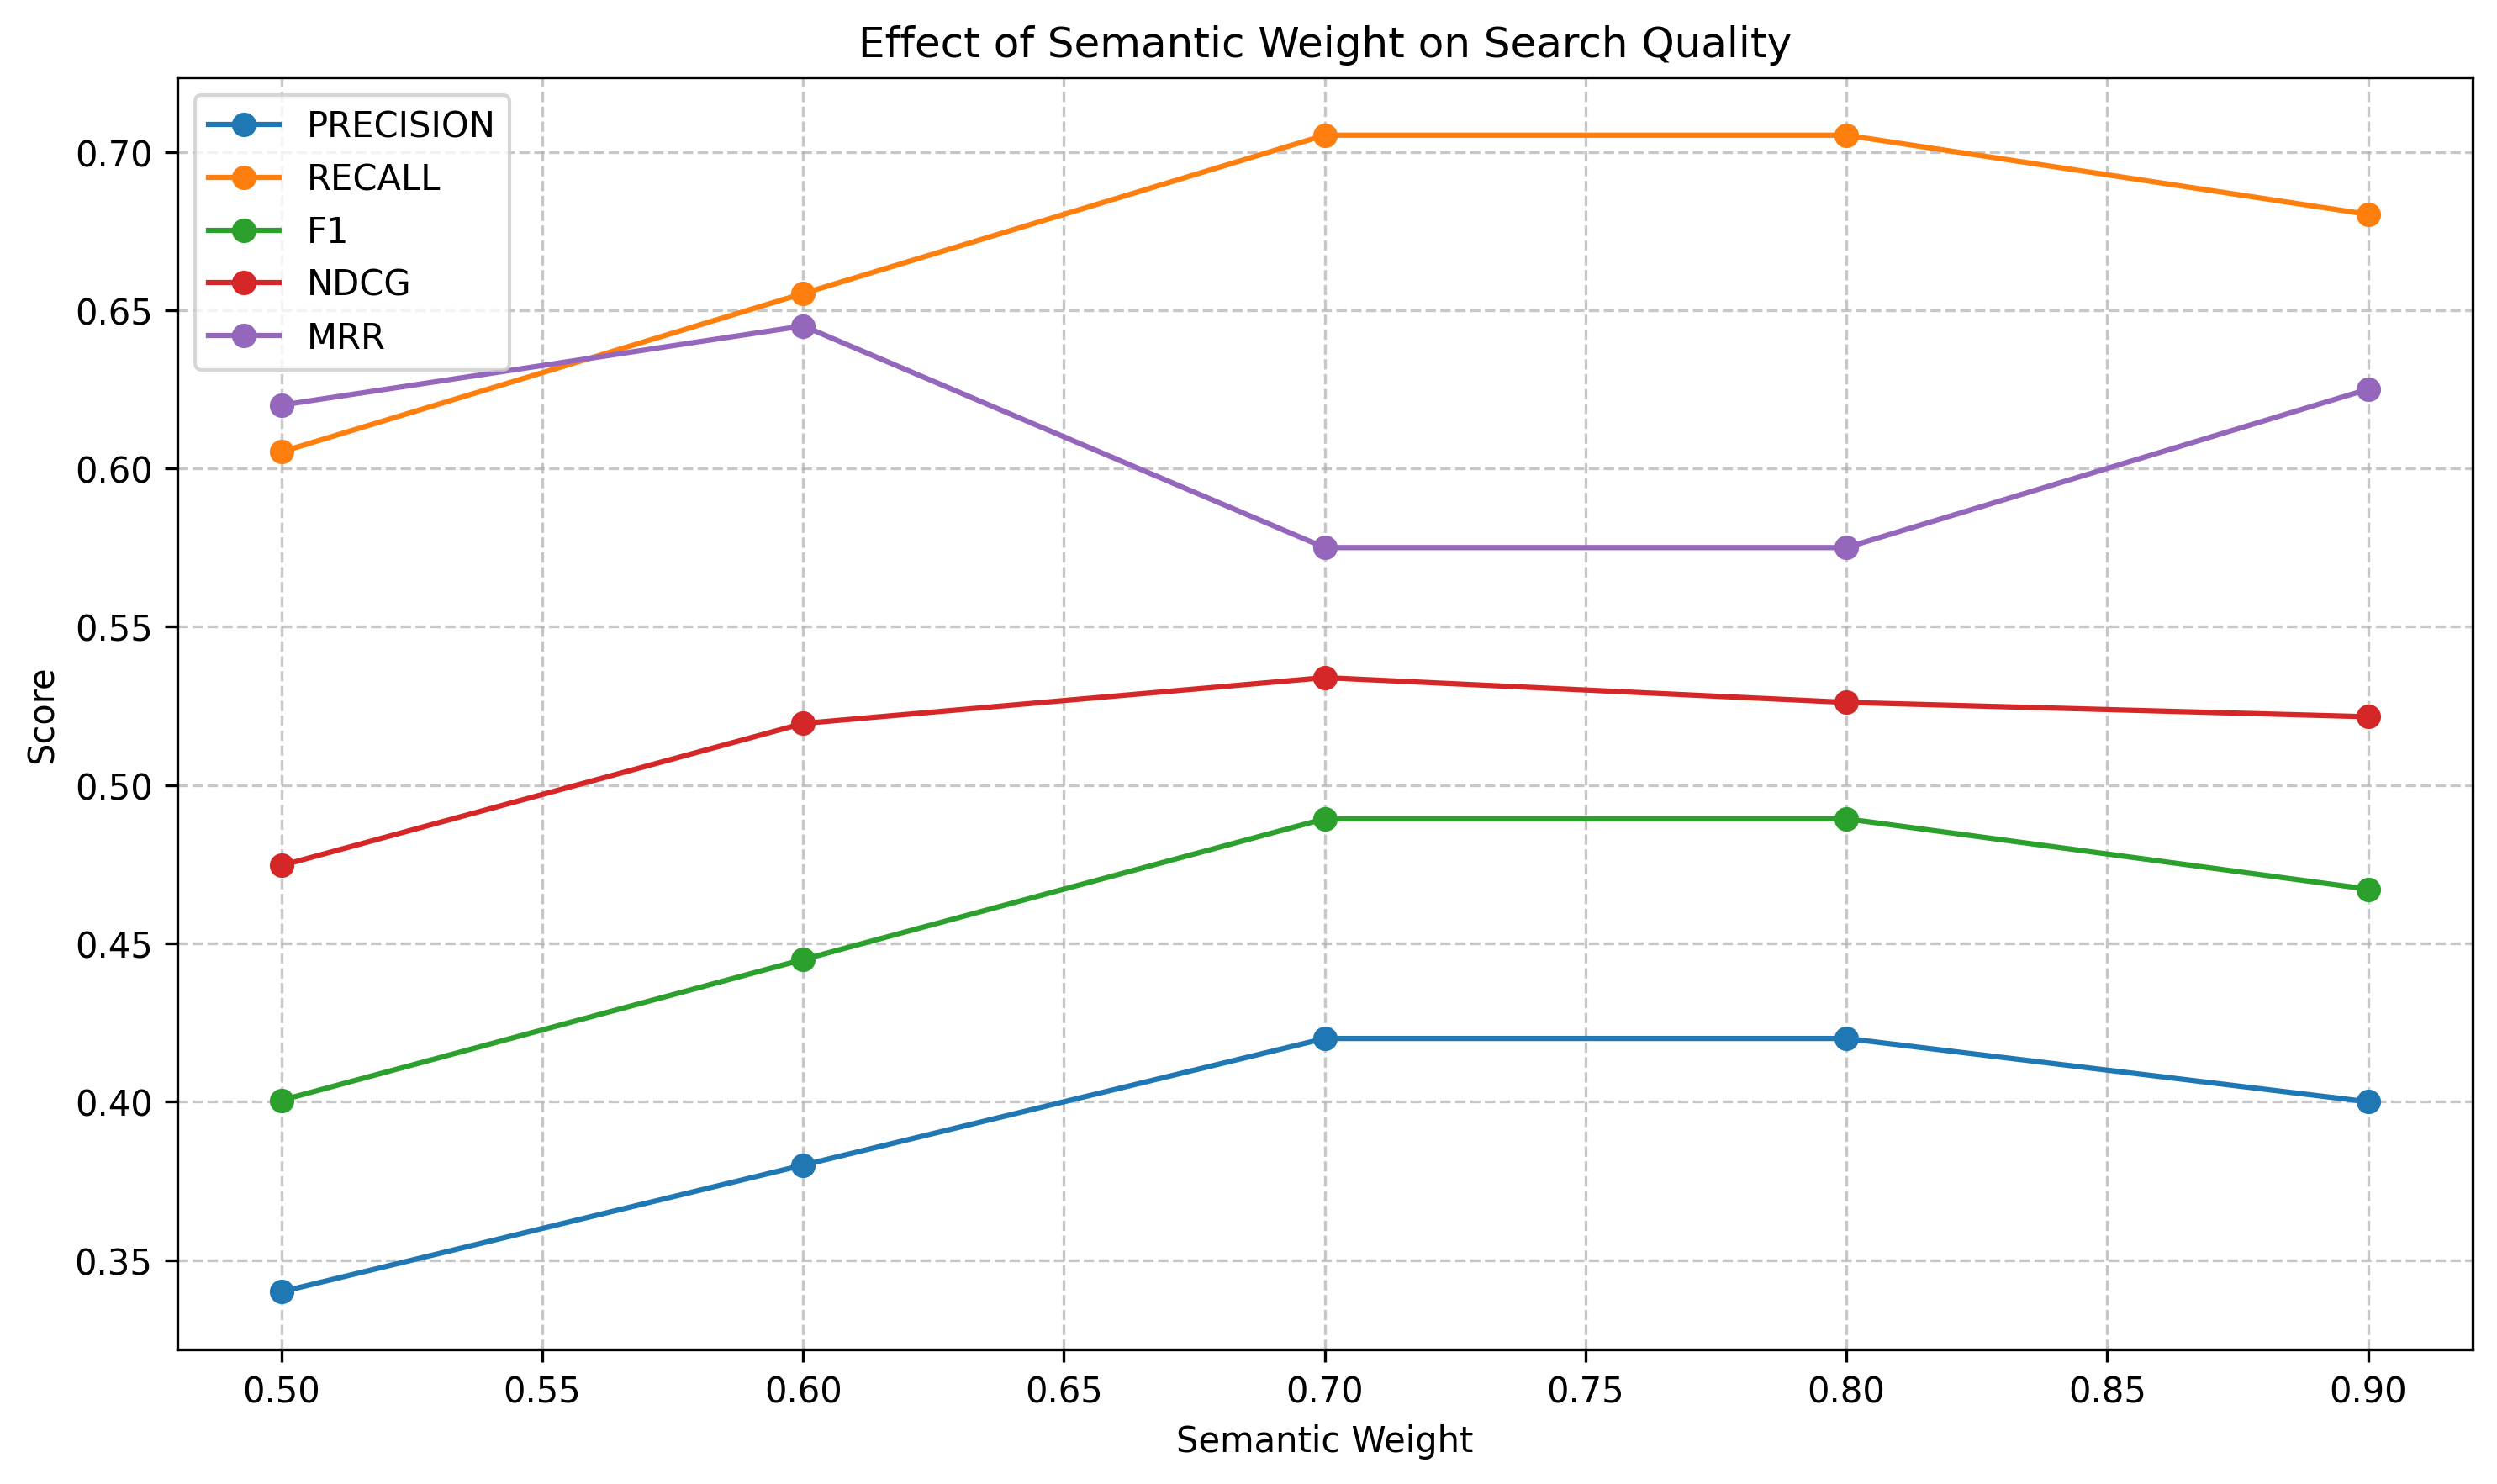 Effect of Semantic Weight on Search Quality
PRECISION
RECALL
F1
NDCG
MRR
0.70
0.65
0.60
0.55
0.50
0.45
0.40
0.35
Score
0.50 0.55 0.60 0.65 0.70 0.75 0.80 0.85 0.90
Semantic Weight